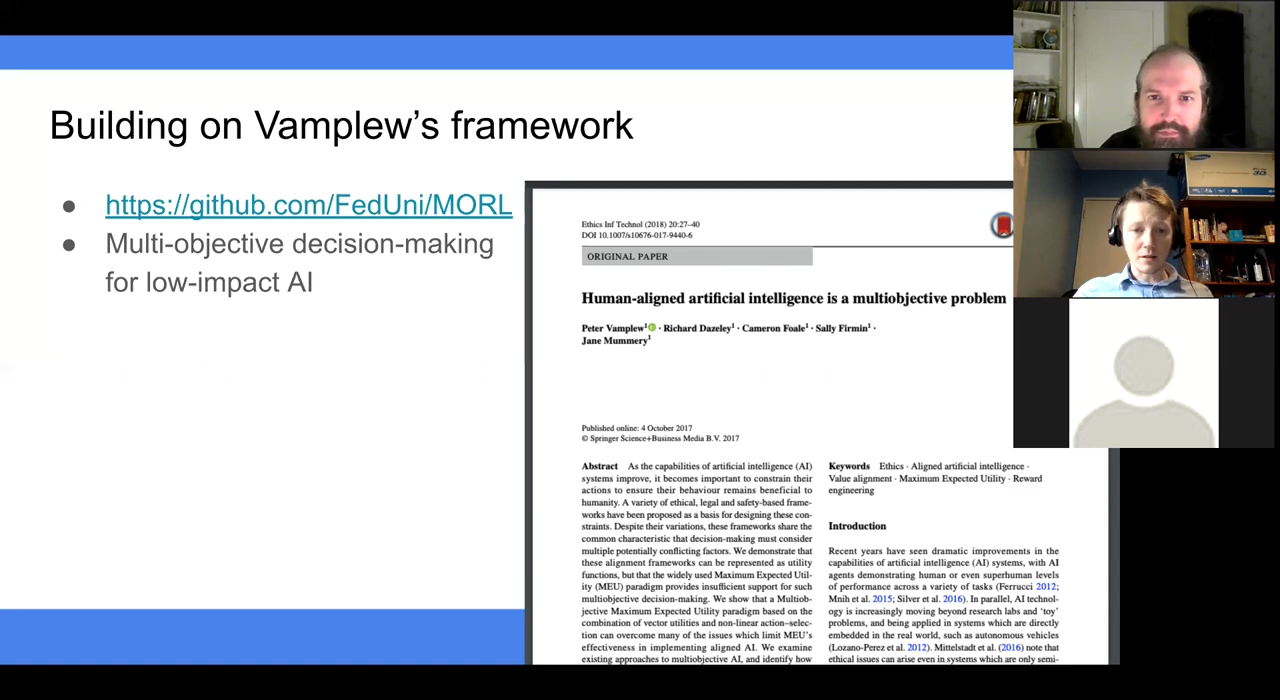 Building on Vamplew's framework
● https://github.com/FedUni/MORL
● Multi-objective decision-making
for low-impact AI
Ethics Inf Technol (2018) 20:27–40
DOI 10.1007/s10676-017-9440-6
ORIGINAL PAPER
Human-aligned artificial intelligence is a multiobjective problem
Peter Vamplew1 · Richard Dazeley1 · Cameron Foale1 · Sally Firmin1 ·
Jane Mummery1
Published online: 4 October 2017
© Springer Science+Business Media B.V. 2017
Abstract As the capabilities of artificial intelligence (AI)
systems improve, it becomes important to constrain their
actions to ensure their behaviour remains beneficial to
humanity. A variety of ethical, legal and safety-based frame-
works have been proposed as a basis for designing these con-
straints. Despite their variations, these frameworks share the
common characteristic that decision-making must consider
multiple potentially conflicting factors. We demonstrate that
these alignment frameworks can be represented as utility
functions, but that the widely used Maximum Expected Util-
ity (MEU) paradigm provides insufficient support for such
multiobjective decision-making. We show that a Multiob-
jective Maximum Expected Utility paradigm based on the
combination of vector utilities and non-linear action–selec-
tion can overcome many of the issues which limit MEU's
effectiveness in implementing aligned AI. We examine
existing approaches to multiobjective AI, and identify how
Keywords Ethics · Aligned artificial intelligence ·
Value alignment · Maximum Expected Utility · Reward
engineering
Introduction
Recent years have seen dramatic improvements in the
capabilities of artificial intelligence (AI) systems, with AI
agents demonstrating human or even superhuman levels
of performance across a variety of tasks (Ferrucci 2012;
Mnih et al. 2015; Silver et al. 2016). In parallel, AI technol-
ogy is increasingly moving beyond research labs and 'toy'
problems, and being applied in systems which are directly
embedded in the real world, such as autonomous vehicles
(Lozano-Perez et al. 2012). Mittelstadt et al. (2016) note that
ethical issues can arise even in systems which are only semi-